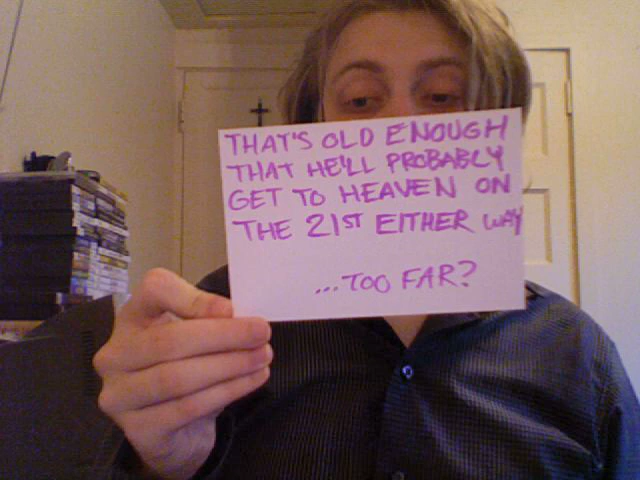 THAT'S OLD ENOUGH
THAT HE'LL PROBABLY
GET TO HEAVEN ON
THE 21ST EITHER WAY
...TOO FAR?